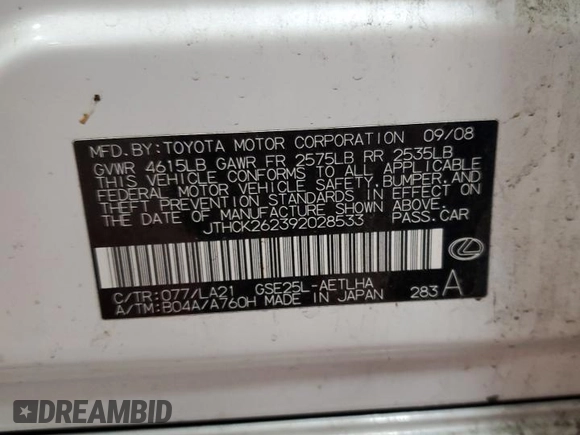 MFD.BY:TOYOTA MOTOR CORPORATION 09/08
GVWR 4615LB GAWR FR 2575LB RR 2535LB
THIS VEHICLE CONFORMS TO ALL APPLICABLE
FEDERAL MOTOR VEHICLE SAFETY,BUMPER,AND
THEFT PREVENTION STANDARDS IN EFFECT ON
THE DATE OF MANUFACTURE SHOWN ABOVE.
JTHCK262392028533 PASS.CAR
C/TR:077/LA21 GSE25L-AETLHA
A/TM:B04A/A760H MADE IN JAPAN 283 A
DREAMBID